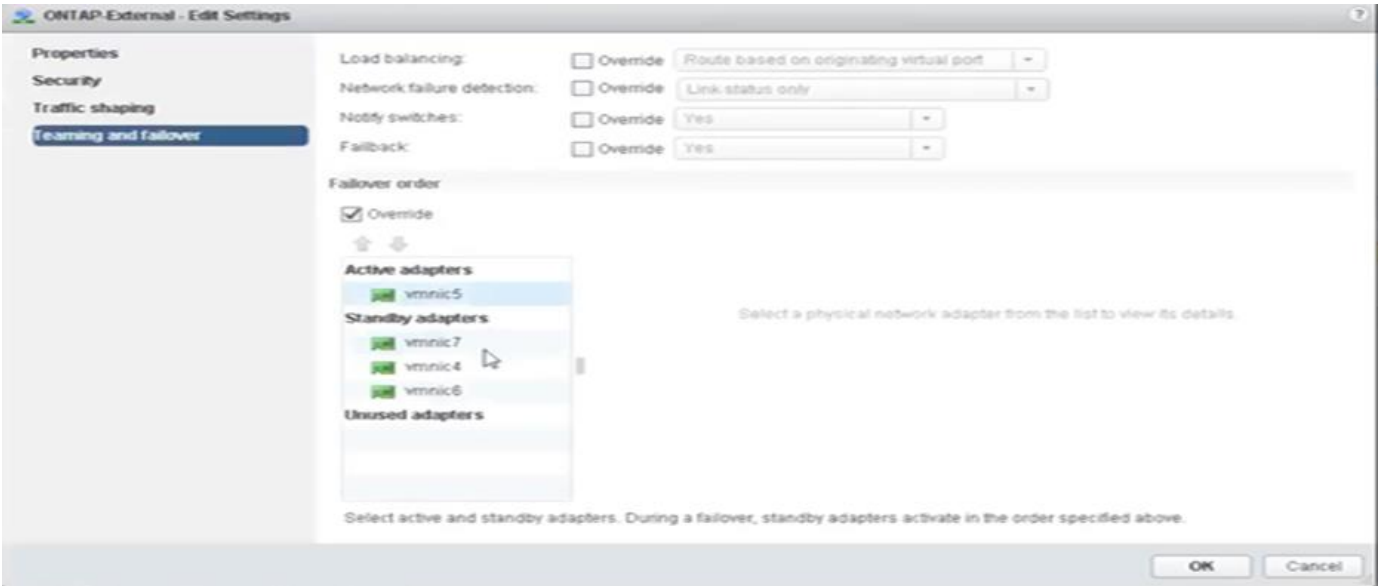 ONTAP-External - Edit Settings
?
Properties
Security
Traffic shaping
Teaming and failover
Load balancing: Override Route based on originating virtual port
Network failure detection: Override Link status only
Notify switches: Override Yes
Failback: Override Yes
Failover order
Override
Active adapters
vmnic5
Standby adapters
vmnic7
vmnic4
vmnic6
Unused adapters
Select a physical network adapter from the list to view its details.
Select active and standby adapters. During a failover, standby adapters activate in the order specified above.
OK Cancel